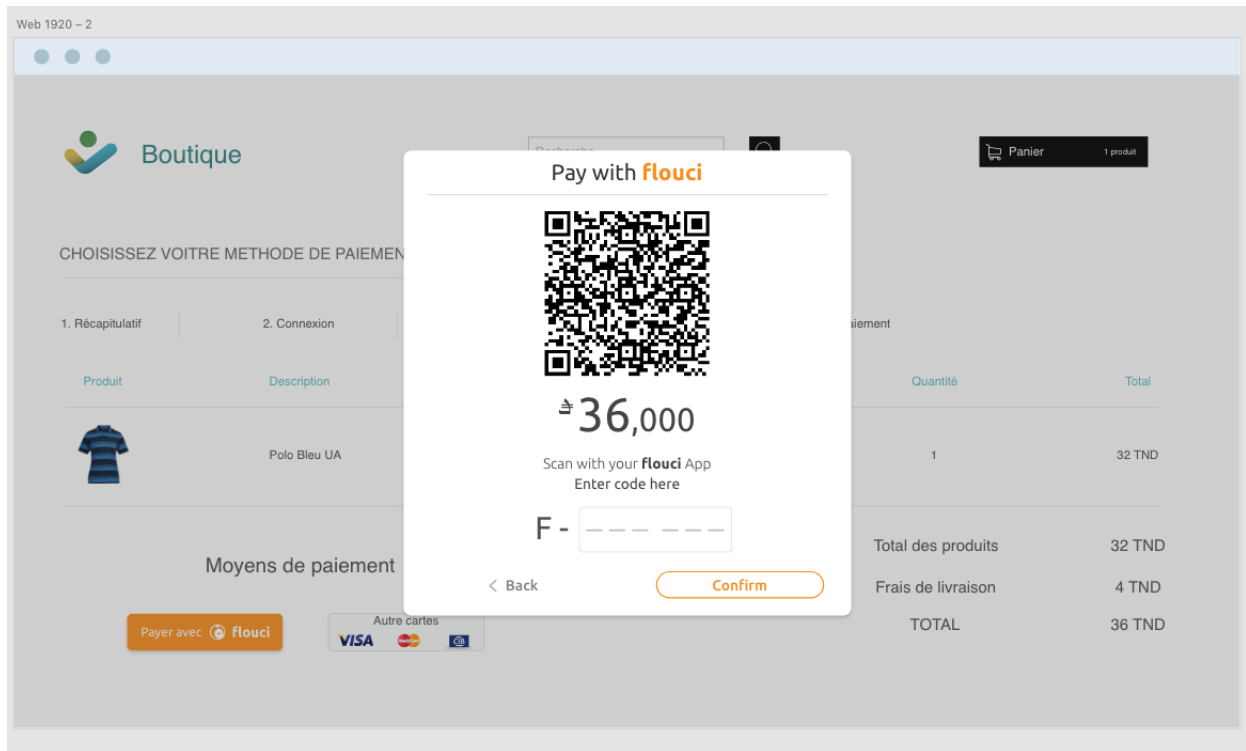 Web 1920 – 2
Boutique
Panier 1 produit
Pay with flouci
CHOISISSEZ VOITRE METHODE DE PAIEMEN
1. Récapitulatif 2. Connexion aiement
Produit Description Quantité Total
36,000
Polo Bleu UA 1 32 TND
Scan with your flouci App
Enter code here
F -
Total des produits 32 TND
Moyens de paiement
< Back Confirm
Frais de livraison 4 TND
Payer avec flouci
Autre cartes
VISA
CIB
TOTAL 36 TND